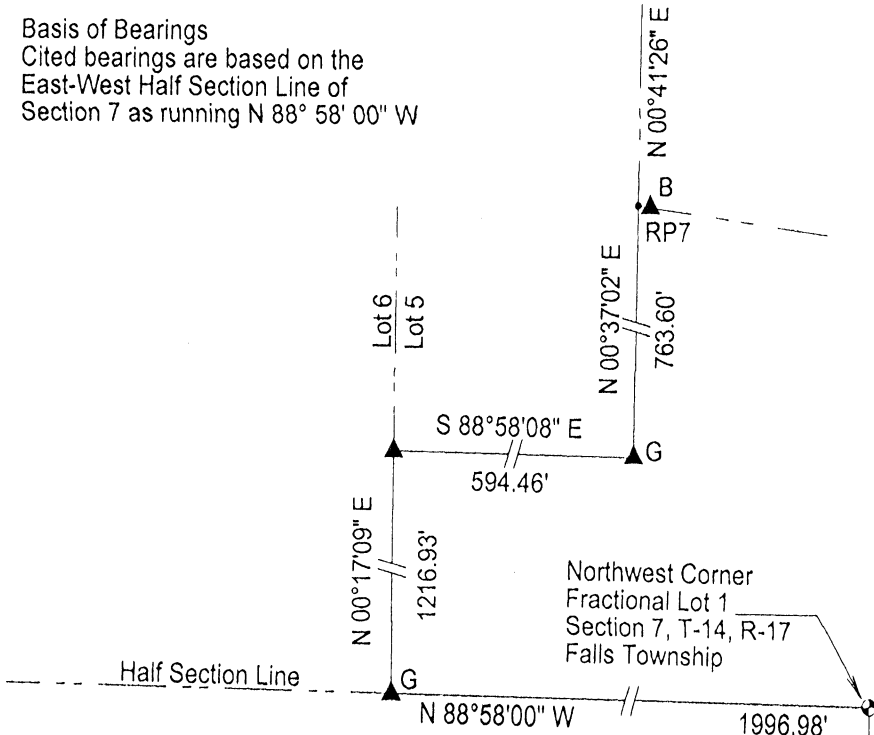 Basis of Bearings
Cited bearings are based on the
East-West Half Section Line of
Section 7 as running N 88° 58' 00" W
N 00°41'26" E
B
RP7
N 00°37'02" E
763.60'
Lot 6
Lot 5
S 88°58'08" E
594.46'
G
N 00°17'09" E
1216.93'
Northwest Corner
Fractional Lot 1
Section 7, T-14, R-17
Falls Township
Half Section Line
G
N 88°58'00" W
1996.98'